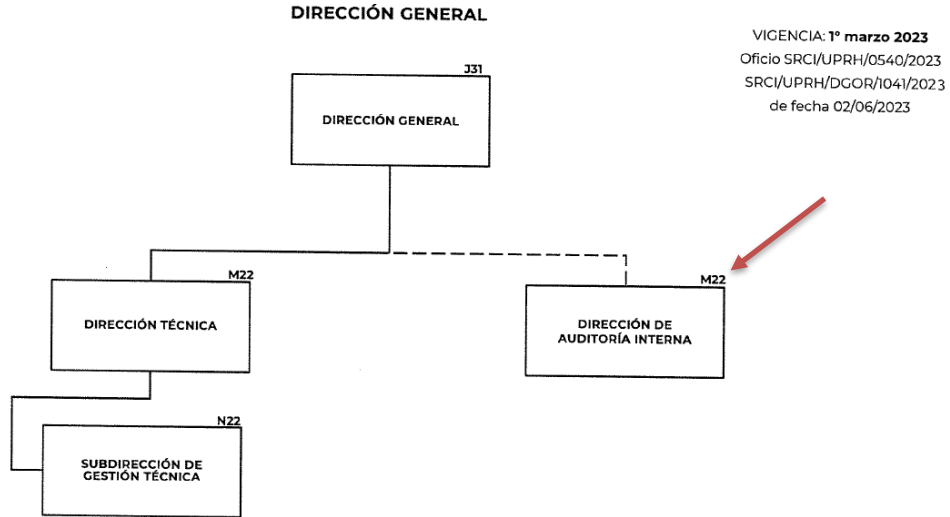 DIRECCIÓN GENERAL
VIGENCIA: 1° marzo 2023
Oficio SRCI/UPRH/0540/2023
SRCI/UPRH/DGOR/1041/2023
de fecha 02/06/2023
J31
DIRECCIÓN GENERAL
M22
DIRECCIÓN TÉCNICA
M22
DIRECCIÓN DE
AUDITORÍA INTERNA
N22
SUBDIRECCIÓN DE
GESTIÓN TÉCNICA